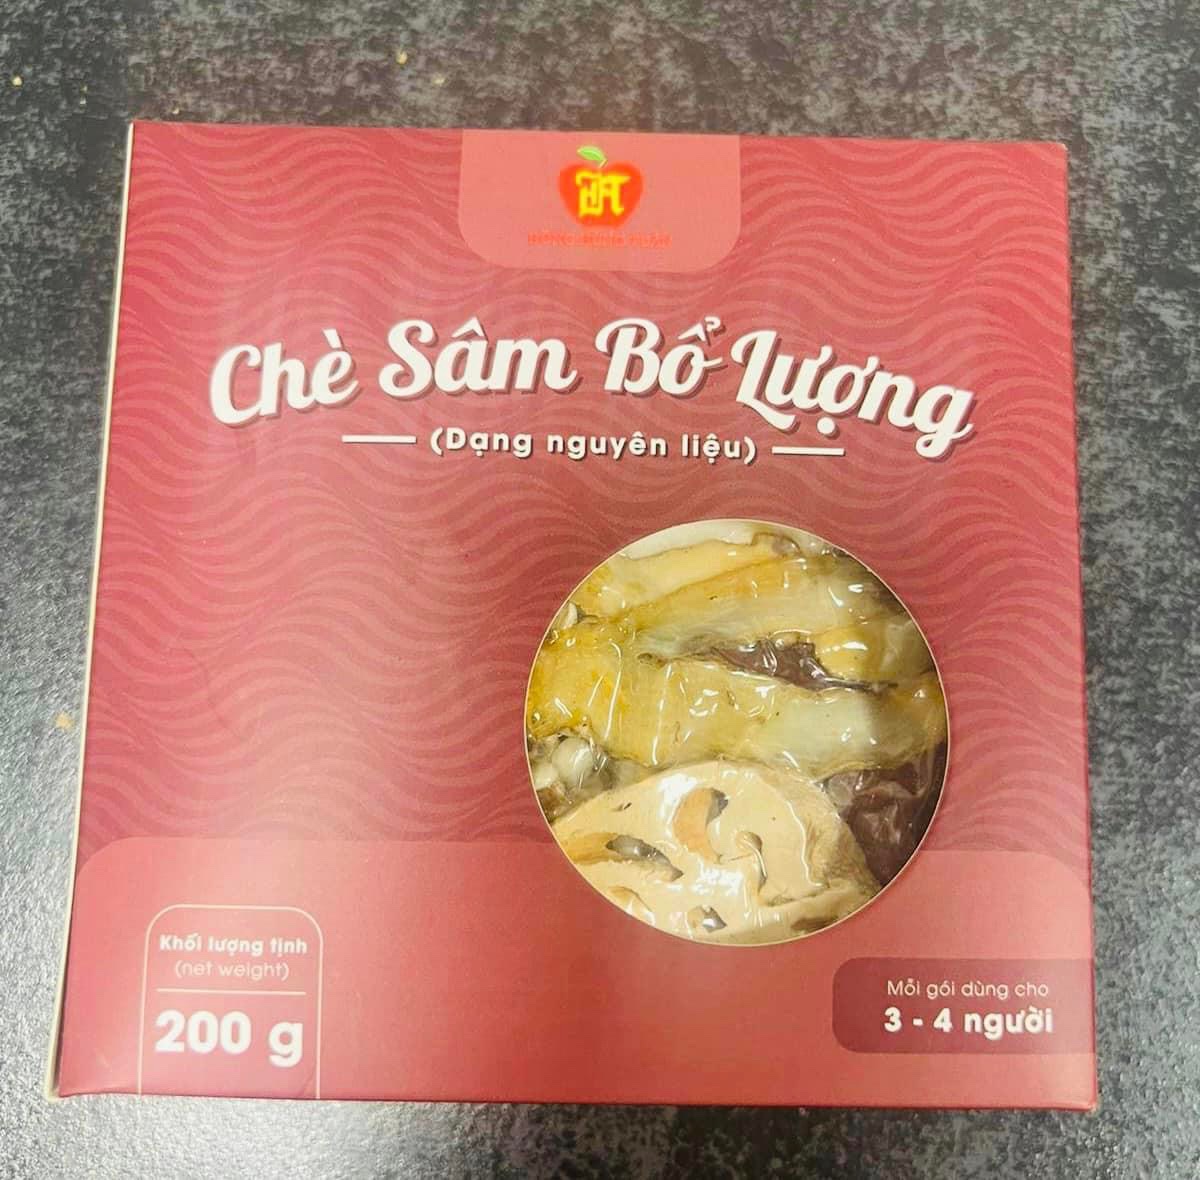 Chè Sâm Bổ Lượng
(Dạng nguyên liệu)
Khối lượng tịnh
(net weight)
200 g
Mỗi gói dùng cho
3 - 4 người